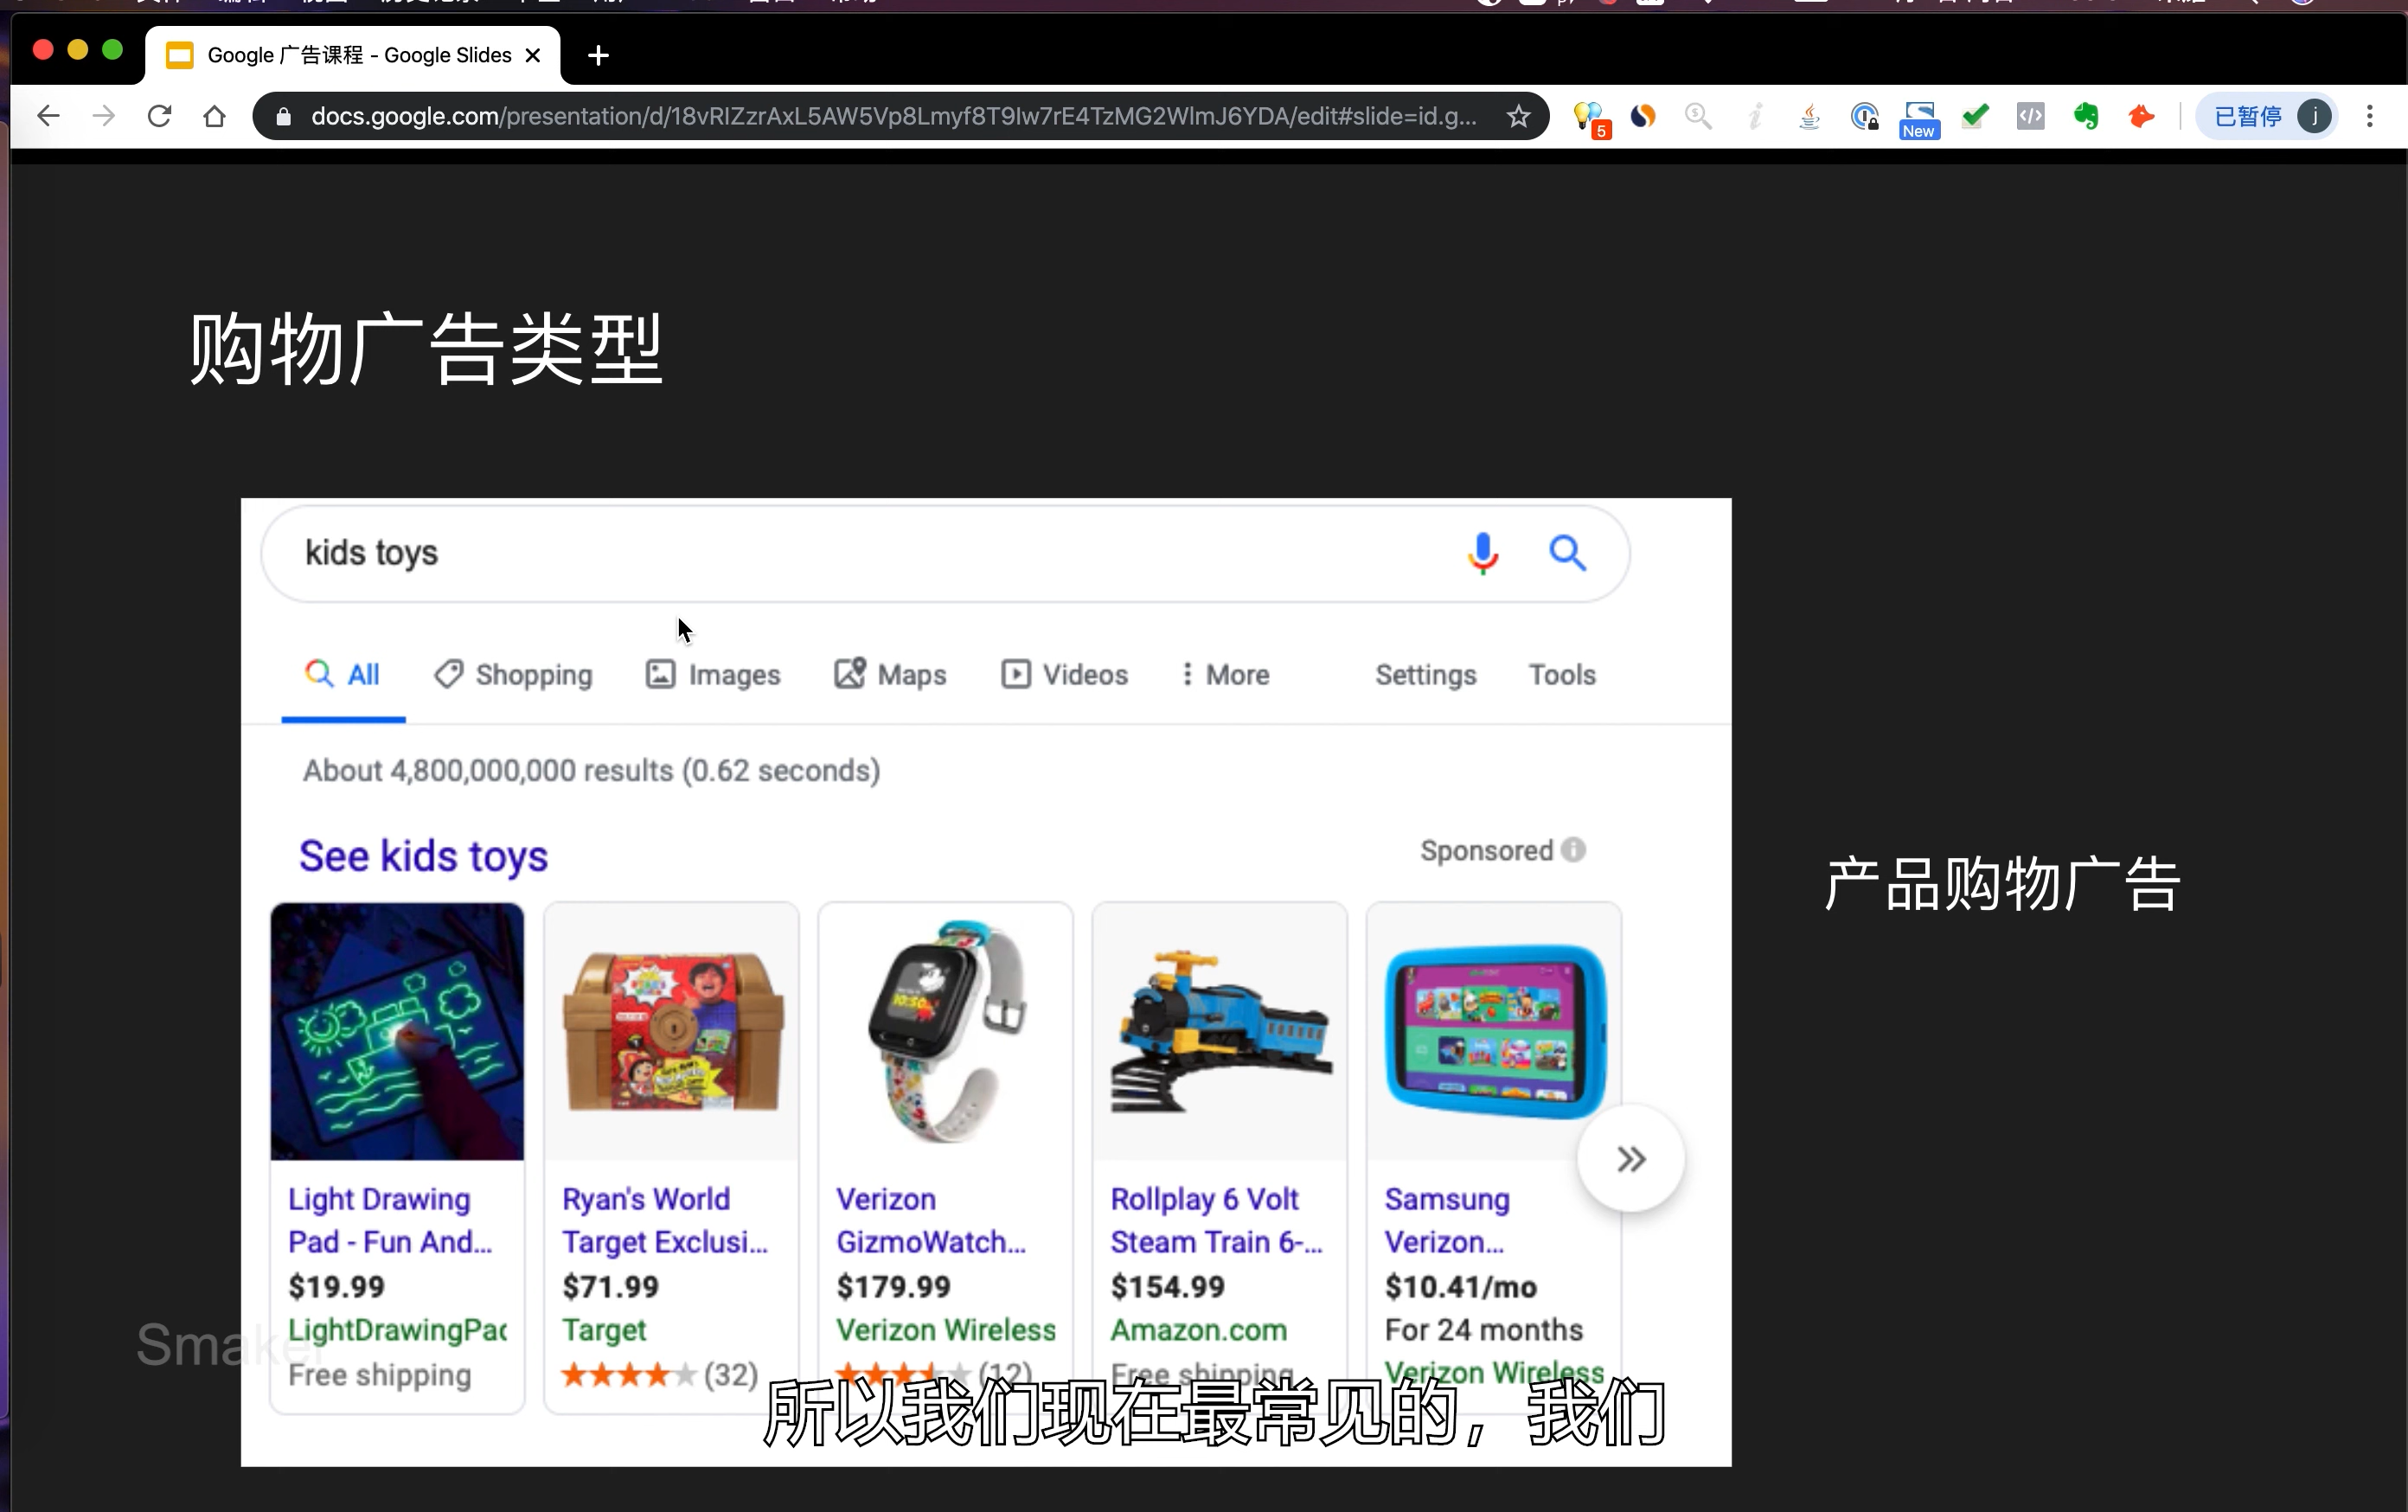 Google 广告课程 - Google Slides
docs.google.com/presentation/d/18vRIZzrAxL5AW5Vp8Lmyf8T9Iw7rE4TzMG2WlmJ6YDA/edit#slide=id.g...
5
New
已暂停
j
购物广告类型
kids toys
All
Shopping
Images
Maps
Videos
More
Settings
Tools
About 4,800,000,000 results (0.62 seconds)
See kids toys
Sponsored
产品购物广告
Light Drawing
Pad - Fun And...
$19.99
LightDrawingPad
Free shipping
Ryan's World
Target Exclusi...
$71.99
Target
(32)
Verizon
GizmoWatch...
$179.99
Verizon Wireless
(12)
Rollplay 6 Volt
Steam Train 6-...
$154.99
Amazon.com
Free shipping
Samsung
Verizon...
$10.41/mo
For 24 months
Verizon Wireless
Smaker
所以我们现在最常见的，我们